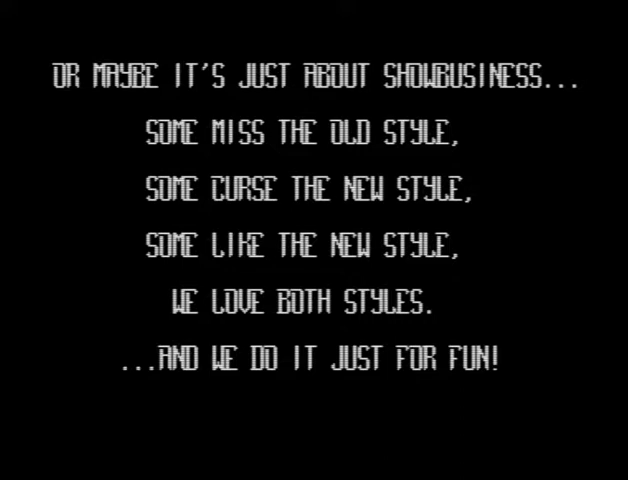 OR MAYBE IT'S JUST ABOUT SHOWBUSINESS...
SOME MISS THE OLD STYLE,
SOME CURSE THE NEW STYLE,
SOME LIKE THE NEW STYLE,
WE LOVE BOTH STYLES.
...AND WE DO IT JUST FOR FUN!